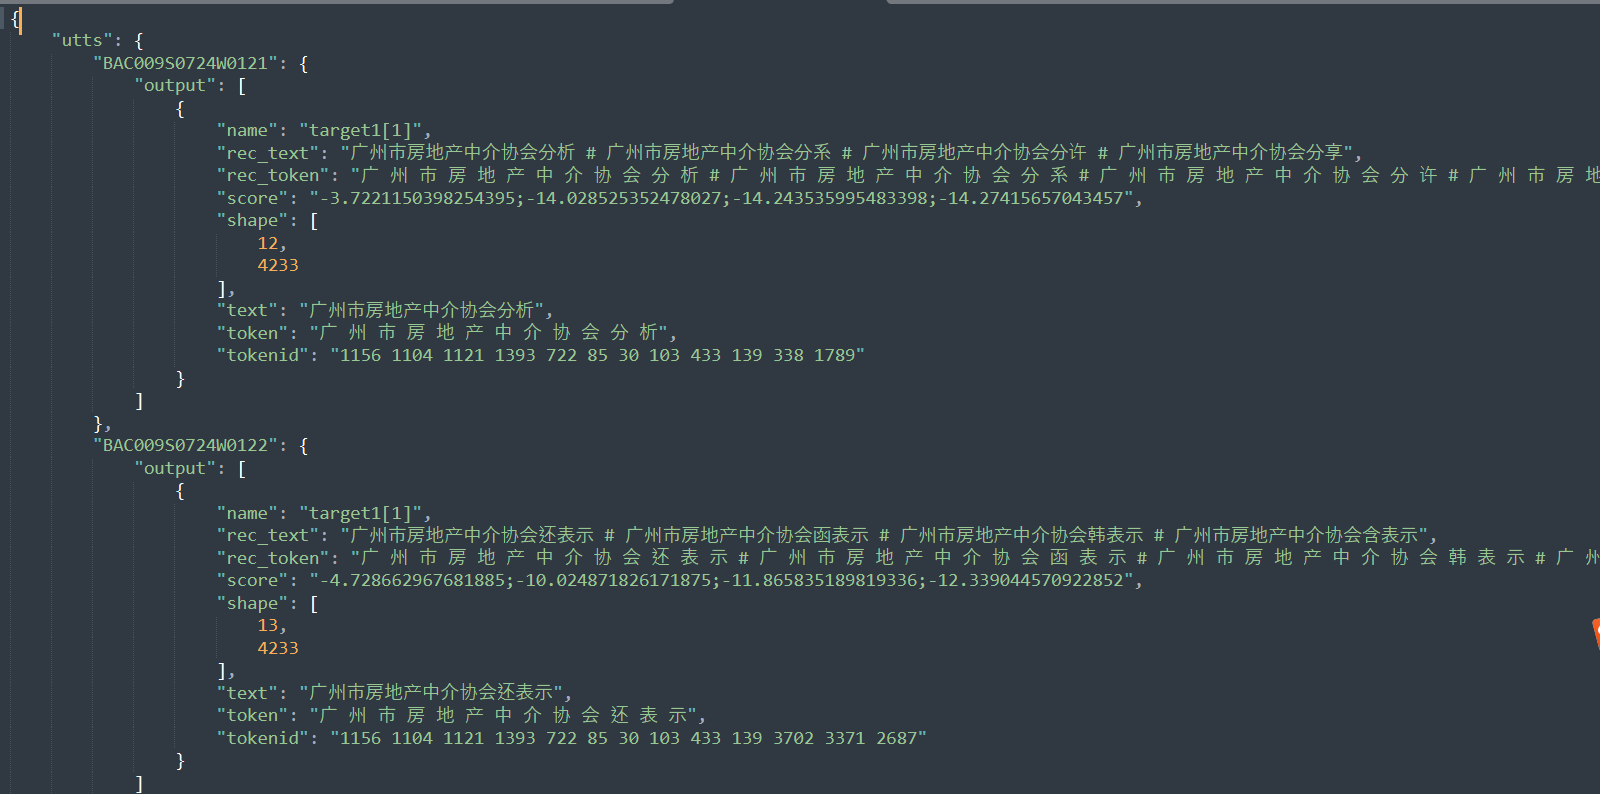 {
"utts": {
"BAC009S0724W0121": {
"output": [
{
"name": "target1[1]",
"rec_text": "广州市房地产中介协会分析 # 广州市房地产中介协会分系 # 广州市房地产中介协会分许 # 广州市房地产中介协会分享",
"rec_token": "广 州 市 房 地 产 中 介 协 会 分 析 # 广 州 市 房 地 产 中 介 协 会 分 系 # 广 州 市 房 地 产 中 介 协 会 分 许 # 广 州 市 房 地
"score": "-3.7221150398254395;-14.028525352478027;-14.243535995483398;-14.27415657043457",
"shape": [
12,
4233
],
"text": "广州市房地产中介协会分析",
"token": "广 州 市 房 地 产 中 介 协 会 分 析",
"tokenid": "1156 1104 1121 1393 722 85 30 103 433 139 338 1789"
}
]
},
"BAC009S0724W0122": {
"output": [
{
"name": "target1[1]",
"rec_text": "广州市房地产中介协会还表示 # 广州市房地产中介协会函表示 # 广州市房地产中介协会韩表示 # 广州市房地产中介协会含表示",
"rec_token": "广 州 市 房 地 产 中 介 协 会 还 表 示 # 广 州 市 房 地 产 中 介 协 会 函 表 示 # 广 州 市 房 地 产 中 介 协 会 韩 表 示 # 广 州
"score": "-4.728662967681885;-10.024871826171875;-11.865835189819336;-12.339044570922852",
"shape": [
13,
4233
],
"text": "广州市房地产中介协会还表示",
"token": "广 州 市 房 地 产 中 介 协 会 还 表 示",
"tokenid": "1156 1104 1121 1393 722 85 30 103 433 139 3702 3371 2687"
}
]